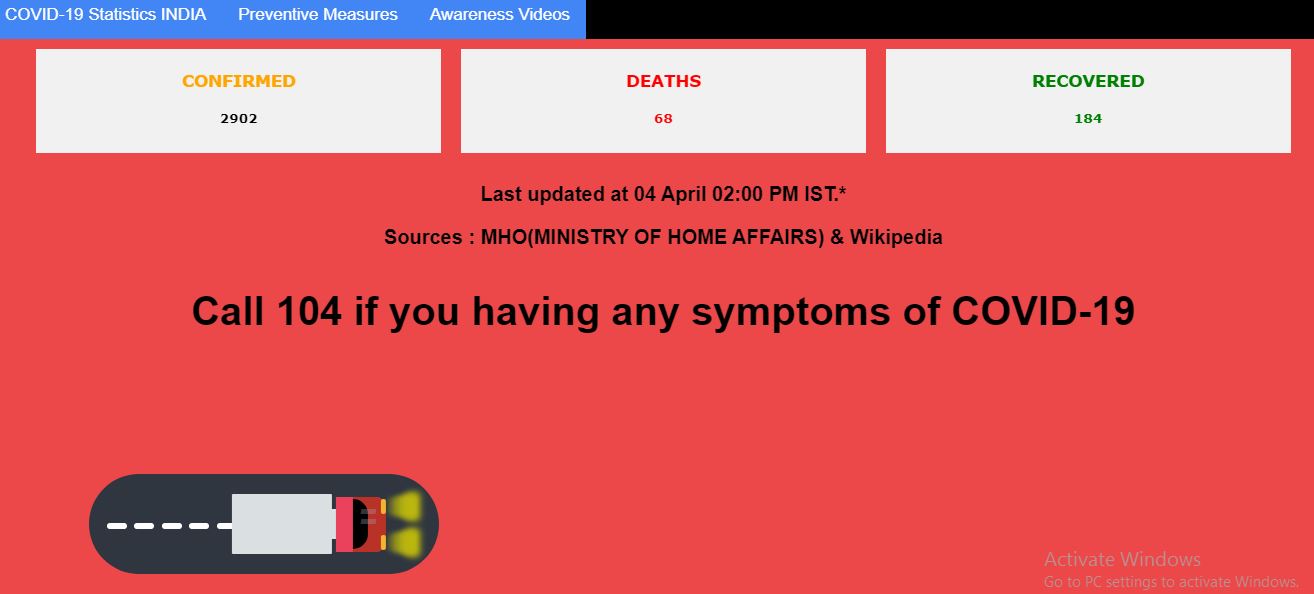 COVID-19 Statistics INDIA Preventive Measures Awareness Videos
CONFIRMED DEATHS RECOVERED
2902 68 184
Last updated at 04 April 02:00 PM IST.*
Sources : MHO(MINISTRY OF HOME AFFAIRS) & Wikipedia
Call 104 if you having any symptoms of COVID-19
Activate Windows
Go to PC settings to activate Windows.